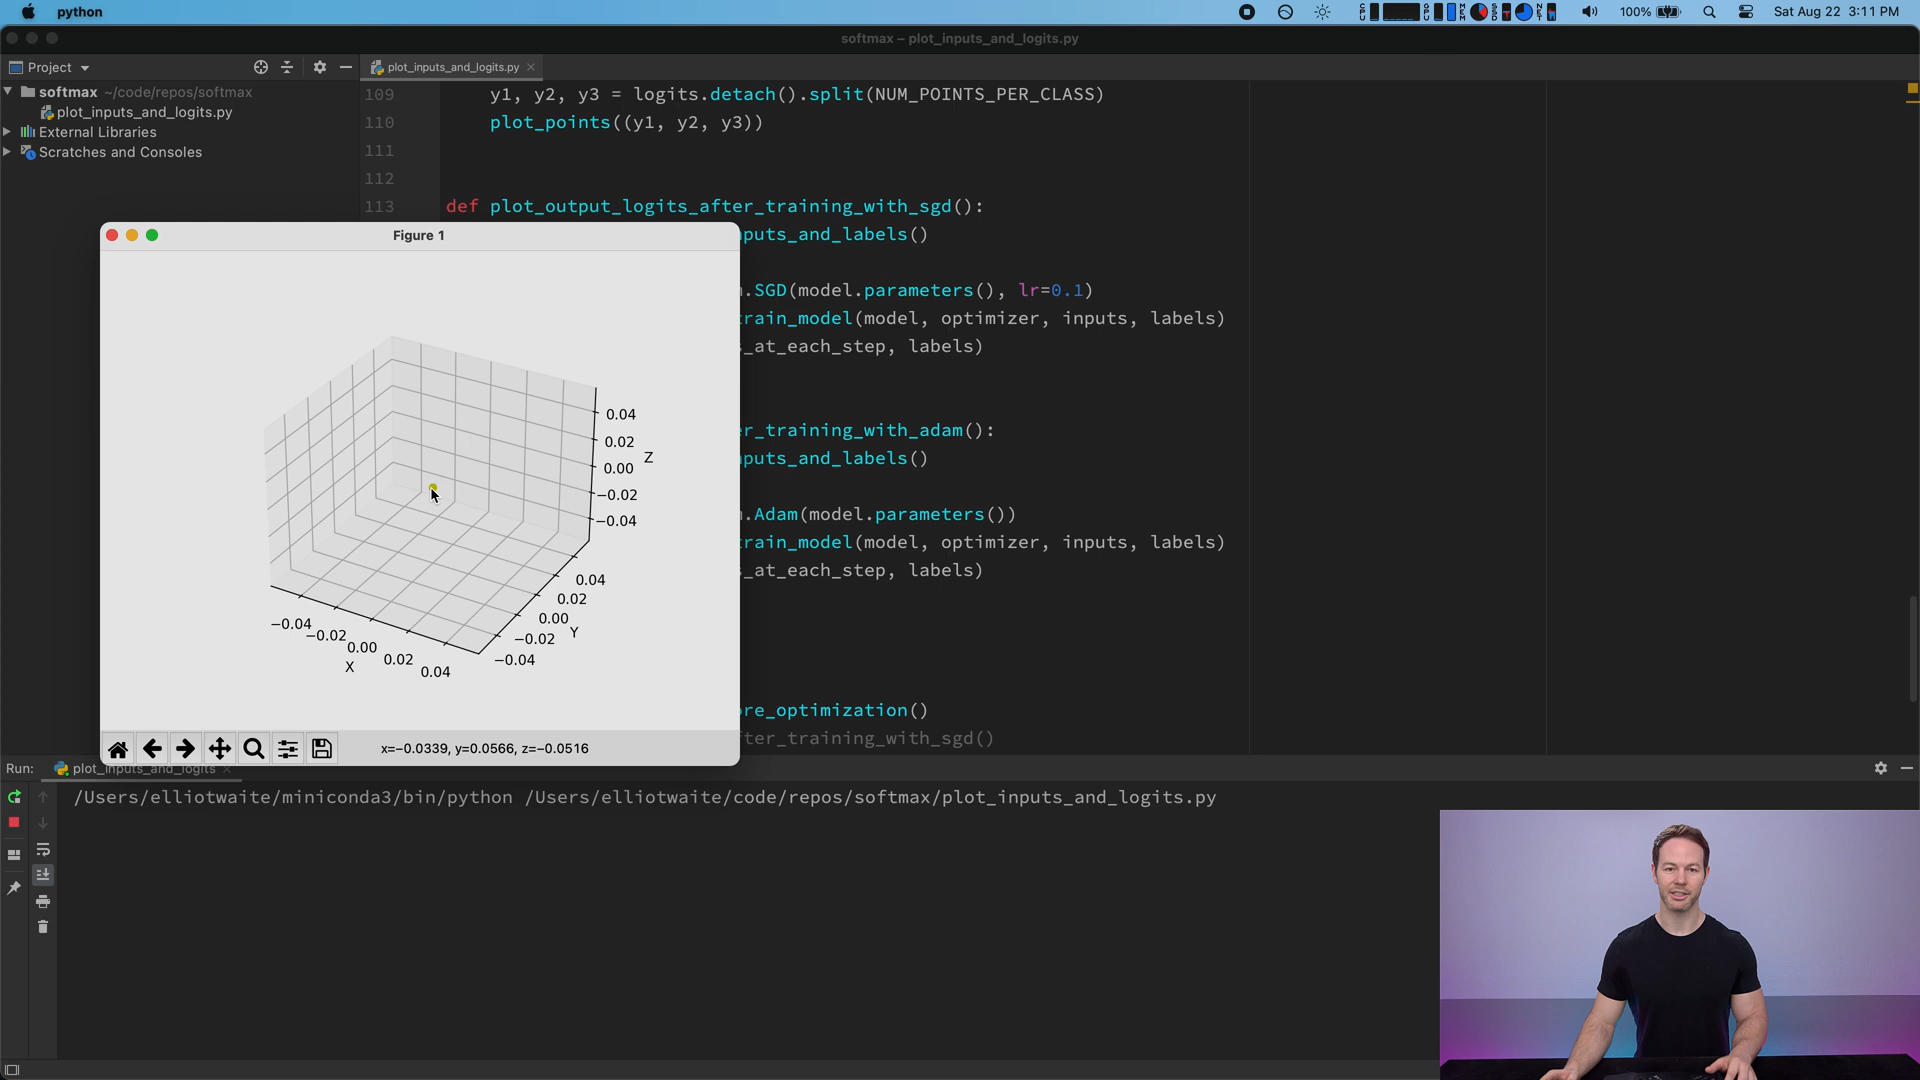 python
100%
Sat Aug 22 3:11 PM
softmax – plot_inputs_and_logits.py
Project
plot_inputs_and_logits.py
softmax ~/code/repos/softmax
plot_inputs_and_logits.py
External Libraries
Scratches and Consoles
109 y1, y2, y3 = logits.detach().split(NUM_POINTS_PER_CLASS)
110 plot_points((y1, y2, y3))
111
112
113 def plot_output_logits_after_training_with_sgd():
Figure 1
puts_and_labels()
.SGD(model.parameters(), lr=0.1)
train_model(model, optimizer, inputs, labels)
_at_each_step, labels)
r_training_with_adam():
puts_and_labels()
.Adam(model.parameters())
train_model(model, optimizer, inputs, labels)
_at_each_step, labels)
re_optimization()
ter_training_with_sgd()
0.04
0.02
0.00
−0.02
−0.04
Z
0.04
0.02
0.00
−0.02
−0.04
Y
−0.04
−0.02
0.00
0.02
0.04
X
x=−0.0339, y=0.0566, z=−0.0516
Run: plot_inputs_and_logits
/Users/elliotwaite/miniconda3/bin/python /Users/elliotwaite/code/repos/softmax/plot_inputs_and_logits.py